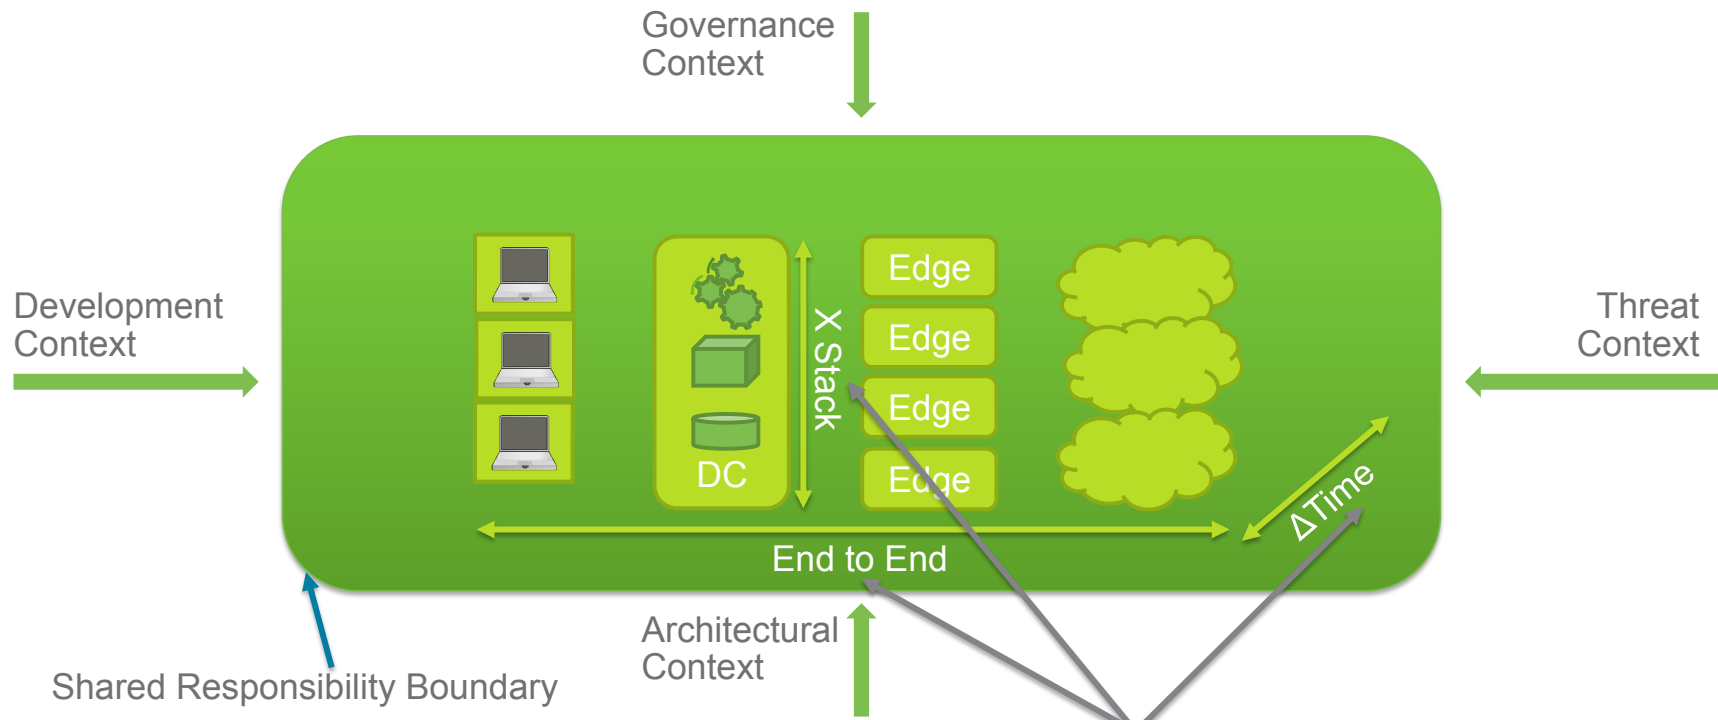 Governance
Context
Development
Context
Threat
Context
X Stack
DC
Edge
Edge
Edge
Edge
ΔTime
End to End
Architectural
Context
Shared Responsibility Boundary